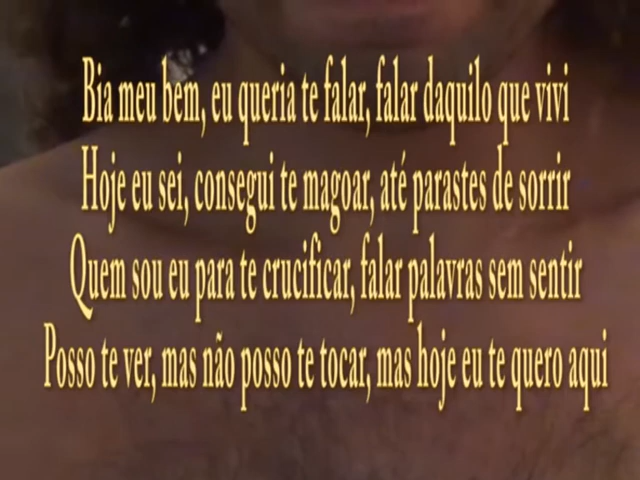 Bia meu bem, eu queria te falar, falar daquilo que vivi
Hoje eu sei, consegui te magoar, até parastes de sorrir
Quem sou eu para te crucificar, falar palavras sem sentir
Posso te ver, mas não posso te tocar, mas hoje eu te quero aqui